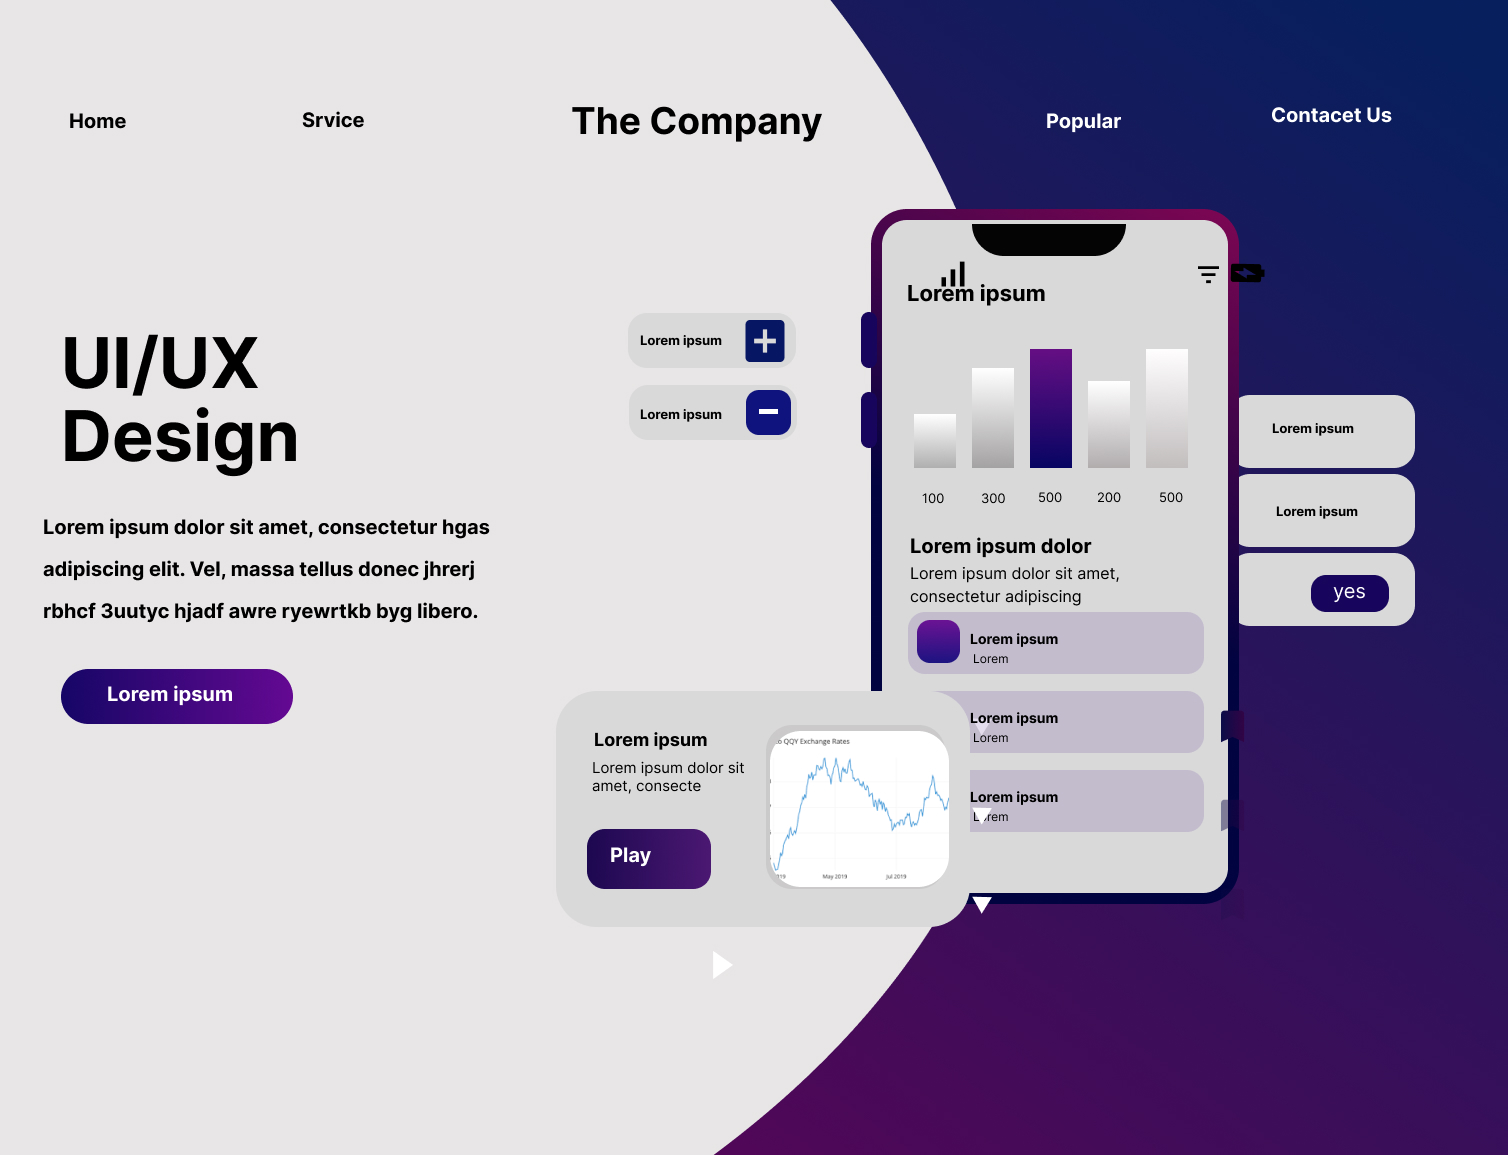 Home
Srvice
The Company
Popular
Contacet Us
UI/UX
Design
Lorem ipsum dolor sit amet, consectetur hgas
adipiscing elit. Vel, massa tellus donec jhrerj
rbhcf 3uutyc hjadf awre ryewrtkb byg libero.
Lorem ipsum
Lorem ipsum
Lorem ipsum
Lorem ipsum
100 300 500 200 500
Lorem ipsum dolor
Lorem ipsum dolor sit amet,
consectetur adipiscing
Lorem ipsum
Lorem
Lorem ipsum
Lorem
Lorem ipsum
Lorem
Lorem ipsum
Lorem ipsum
yes
Lorem ipsum
Lorem ipsum dolor sit
amet, consecte
Play
QQY Exchange Rates
May 2019 Jul 2019